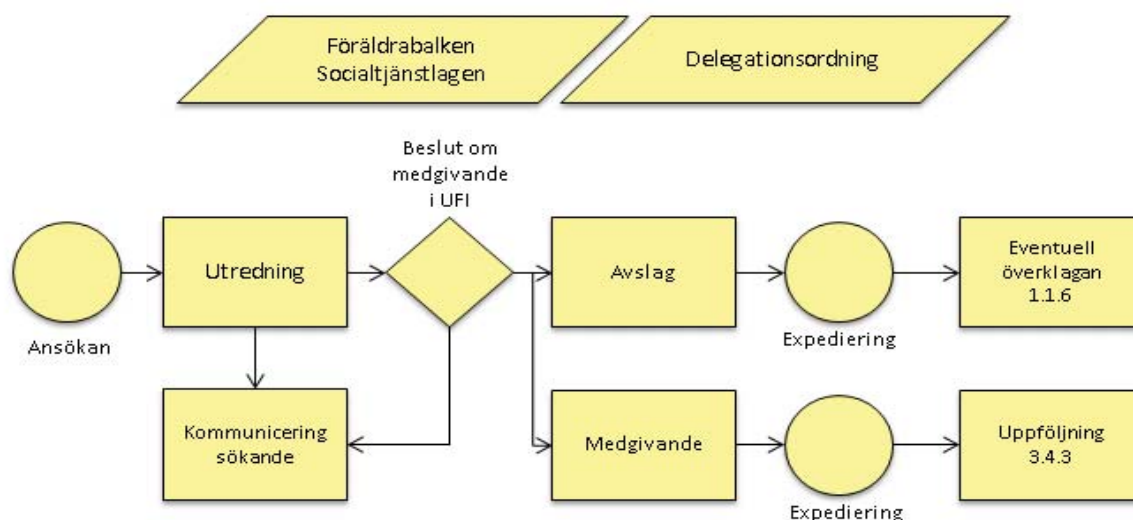 Föräldrabalken
Socialtjänstlagen
Delegationsordning
Beslut om
medgivande
i UFI
Ansökan
Utredning
Avslag
Expediering
Eventuell
överklagan
1.1.6
Kommunicering
sökande
Medgivande
Expediering
Uppföljning
3.4.3